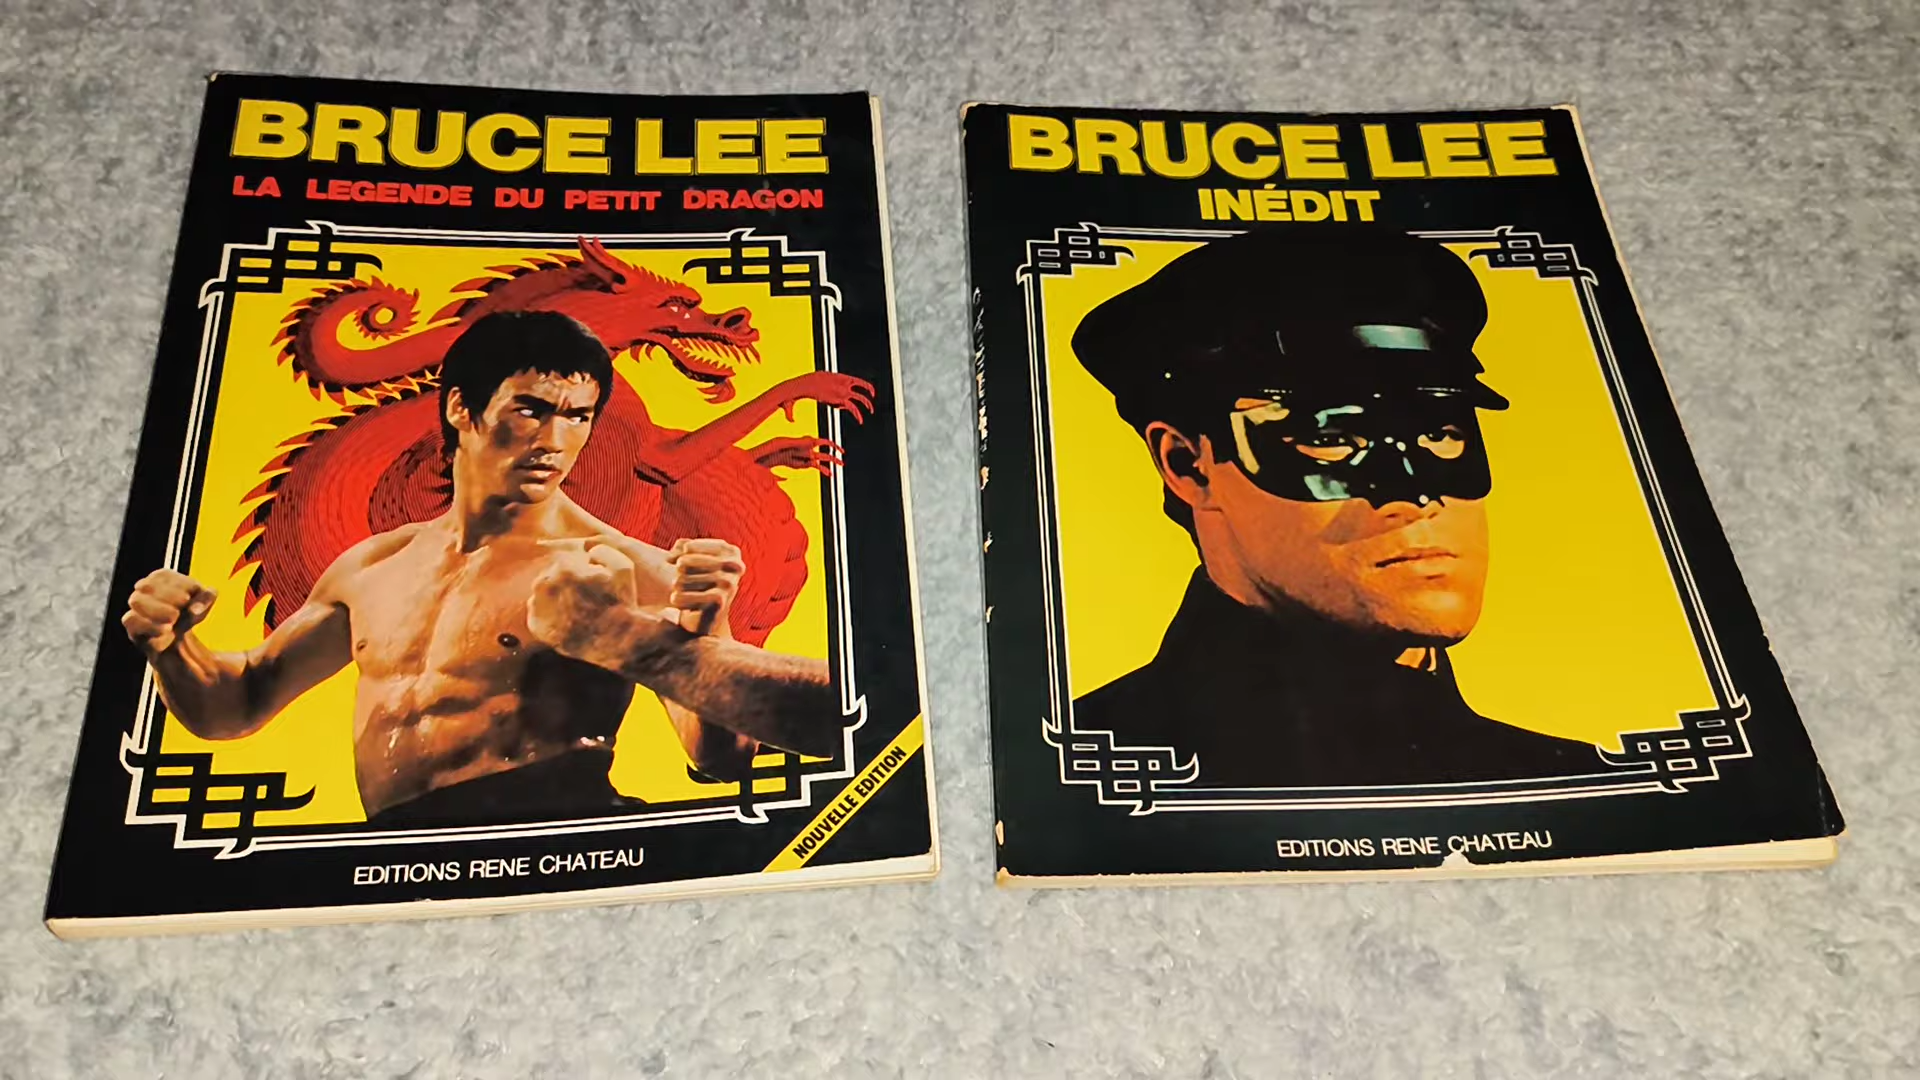 BRUCE LEE
LA LEGENDE DU PETIT DRAGON
NOUVELLE EDITION
EDITIONS RENE CHATEAU
BRUCE LEE
INÉDIT
EDITIONS RENE CHATEAU